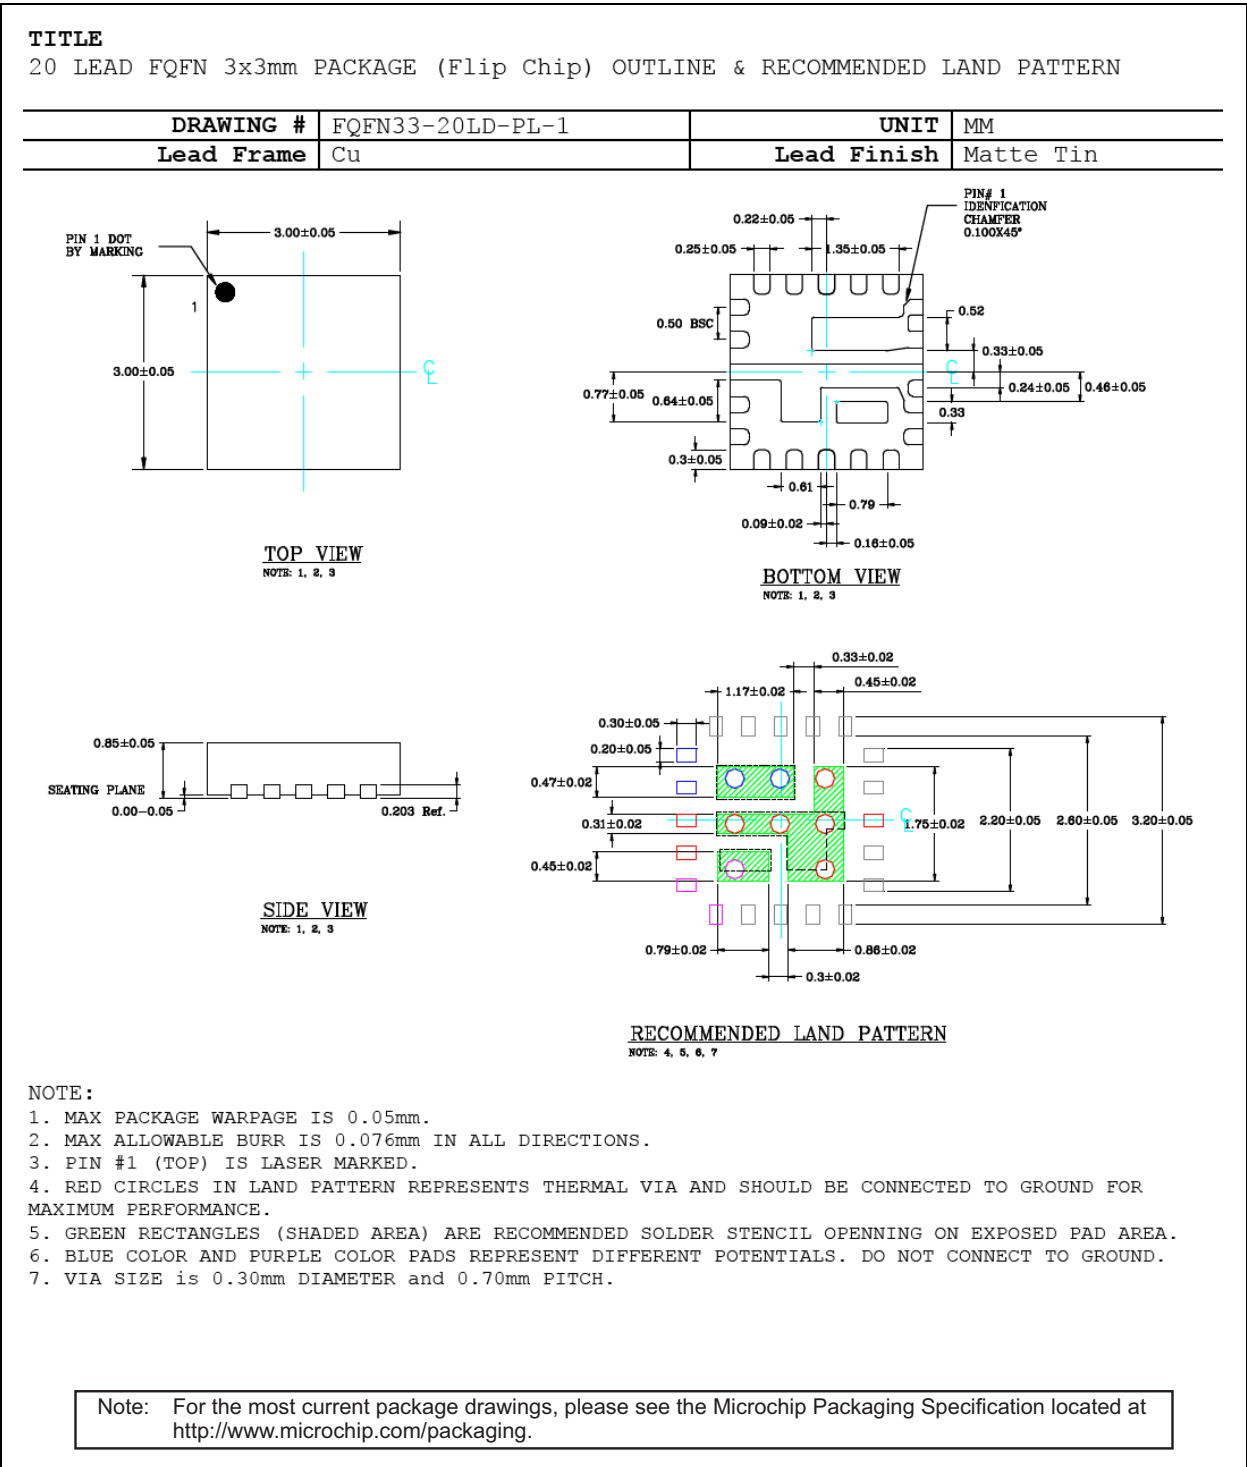 TITLE
20 LEAD FQFN 3x3mm PACKAGE (Flip Chip) OUTLINE & RECOMMENDED LAND PATTERN
DRAWING # FQFN33-20LD-PL-1 UNIT MM
Lead Frame Cu Lead Finish Matte Tin
PIN 1 DOT
BY MARKING
3.00±0.05
1
3.00±0.05
CL
TOP VIEW
NOTE: 1, 2, 3
PIN# 1
IDENFICATION
CHAMFER
0.100X45°
0.22±0.05
0.25±0.05
1.35±0.05
0.50 BSC
0.52
0.33±0.05
CL
0.77±0.05
0.64±0.05
0.24±0.05
0.46±0.05
0.33
0.3±0.05
0.61
0.79
0.09±0.02
0.16±0.05
BOTTOM VIEW
NOTE: 1, 2, 3
0.85±0.05
SEATING PLANE
0.00-0.05
0.203 Ref.
SIDE VIEW
NOTE: 1, 2, 3
0.33±0.02
0.45±0.02
1.17±0.02
0.30±0.05
0.20±0.05
0.47±0.02
0.31±0.02
CL
1.75±0.02
2.20±0.05
2.60±0.05
3.20±0.05
0.45±0.02
0.79±0.02
0.86±0.02
0.3±0.02
RECOMMENDED LAND PATTERN
NOTE: 4, 5, 6, 7
NOTE:
1. MAX PACKAGE WARPAGE IS 0.05mm.
2. MAX ALLOWABLE BURR IS 0.076mm IN ALL DIRECTIONS.
3. PIN #1 (TOP) IS LASER MARKED.
4. RED CIRCLES IN LAND PATTERN REPRESENTS THERMAL VIA AND SHOULD BE CONNECTED TO GROUND FOR
MAXIMUM PERFORMANCE.
5. GREEN RECTANGLES (SHADED AREA) ARE RECOMMENDED SOLDER STENCIL OPENNING ON EXPOSED PAD AREA.
6. BLUE COLOR AND PURPLE COLOR PADS REPRESENT DIFFERENT POTENTIALS. DO NOT CONNECT TO GROUND.
7. VIA SIZE is 0.30mm DIAMETER and 0.70mm PITCH.
Note: For the most current package drawings, please see the Microchip Packaging Specification located at
http://www.microchip.com/packaging.